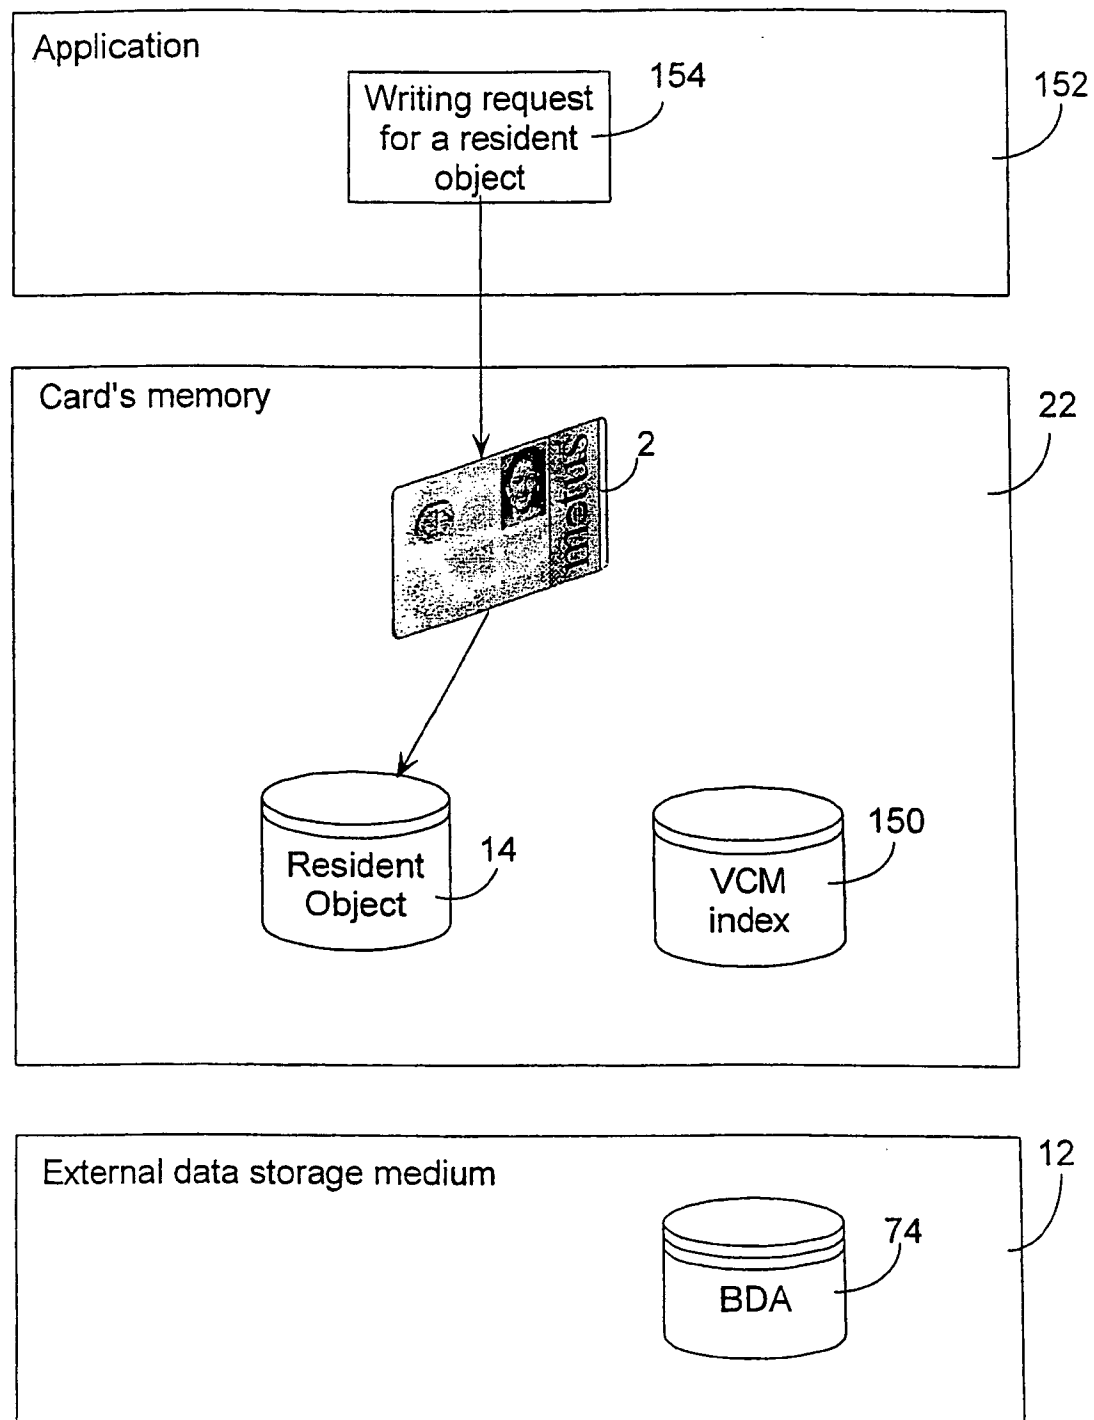 Application
154
152
Writing request
for a resident
object
Card's memory
22
2
metus
Resident
Object
14
VCM
index
150
External data storage medium
12
74
BDA